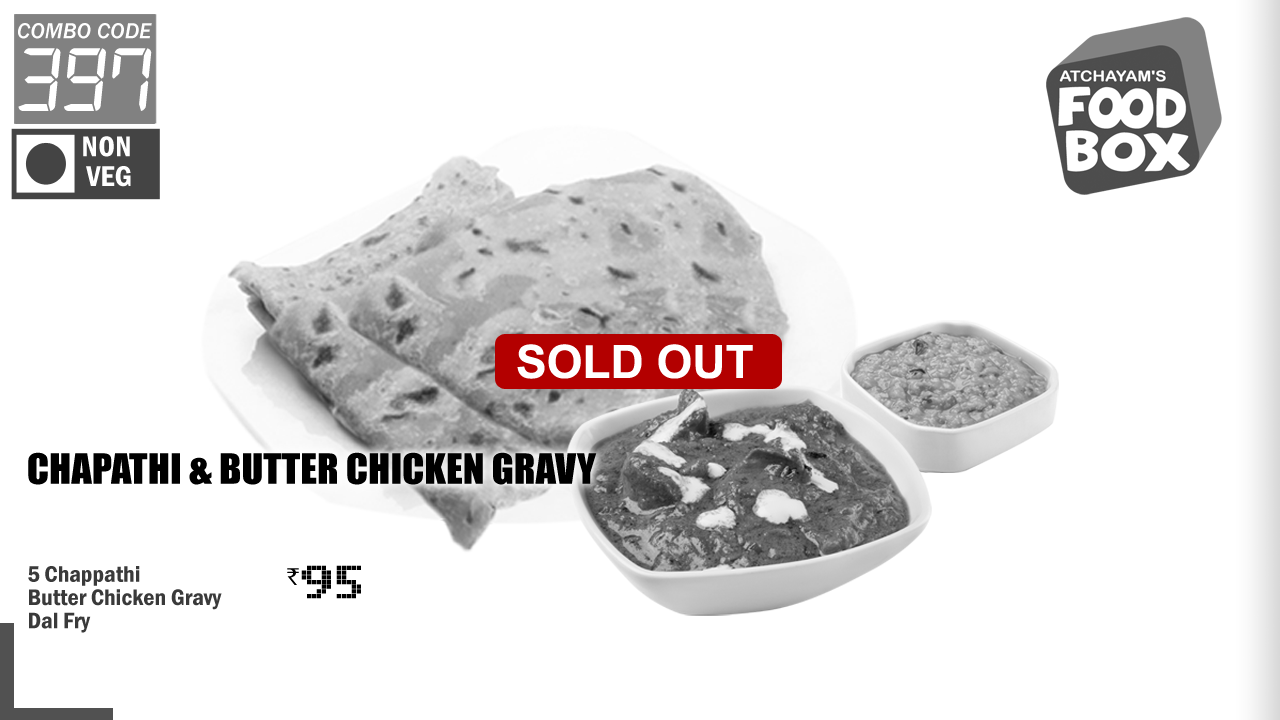 COMBO CODE
397
NON
VEG
ATCHAYAM'S
FOOD
BOX
SOLD OUT
CHAPATHI & BUTTER CHICKEN GRAVY
5 Chappathi
Butter Chicken Gravy
Dal Fry
₹95